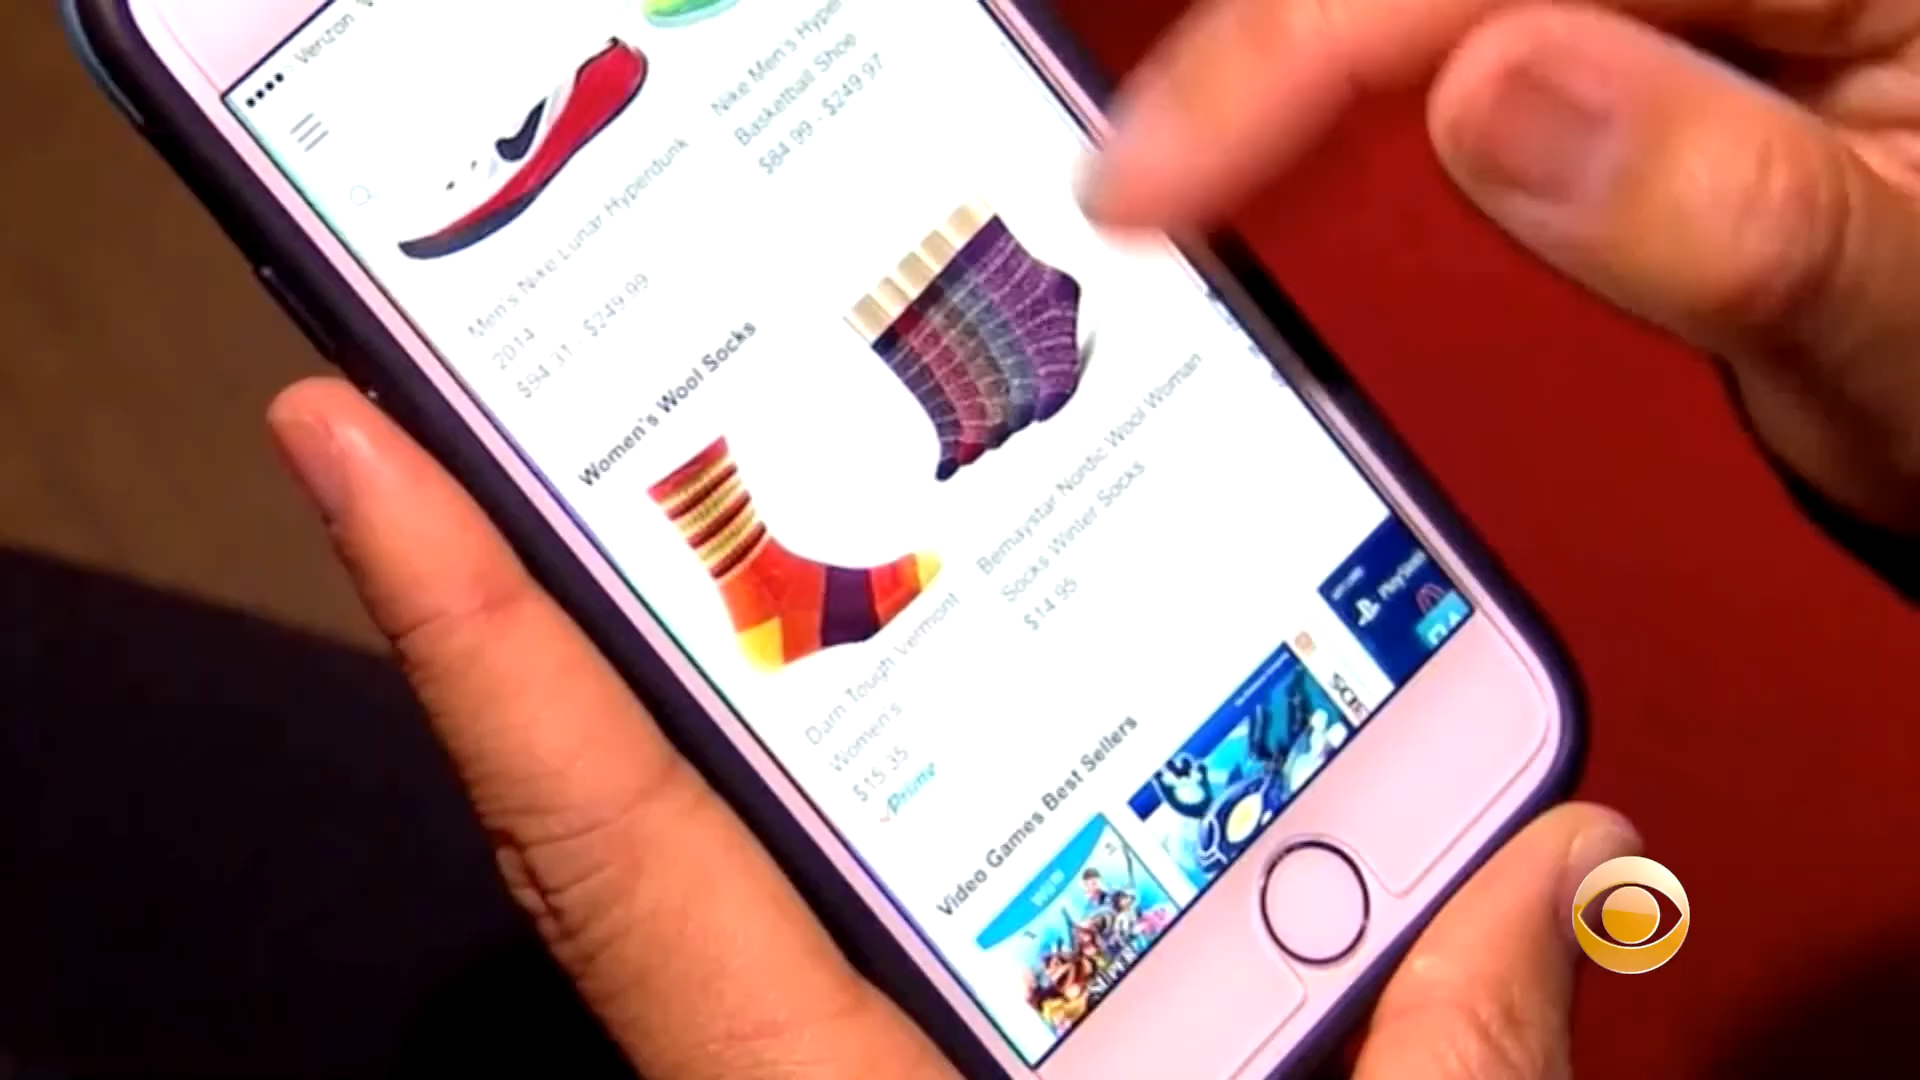 Verizon
Men's Nike Lunar Hyperdunk
2014
$94.31 - $249.99
Nike Men's Hyper
Basketball Shoe
$84.99 - $249.97
Women's Wool Socks
Darn Tough Vermont
Women's
$15.35
Prime
Bemaystar Nordic Wool Woman
Socks Winter Socks
$14.95
Video Games Best Sellers
Wii U
PlayStation